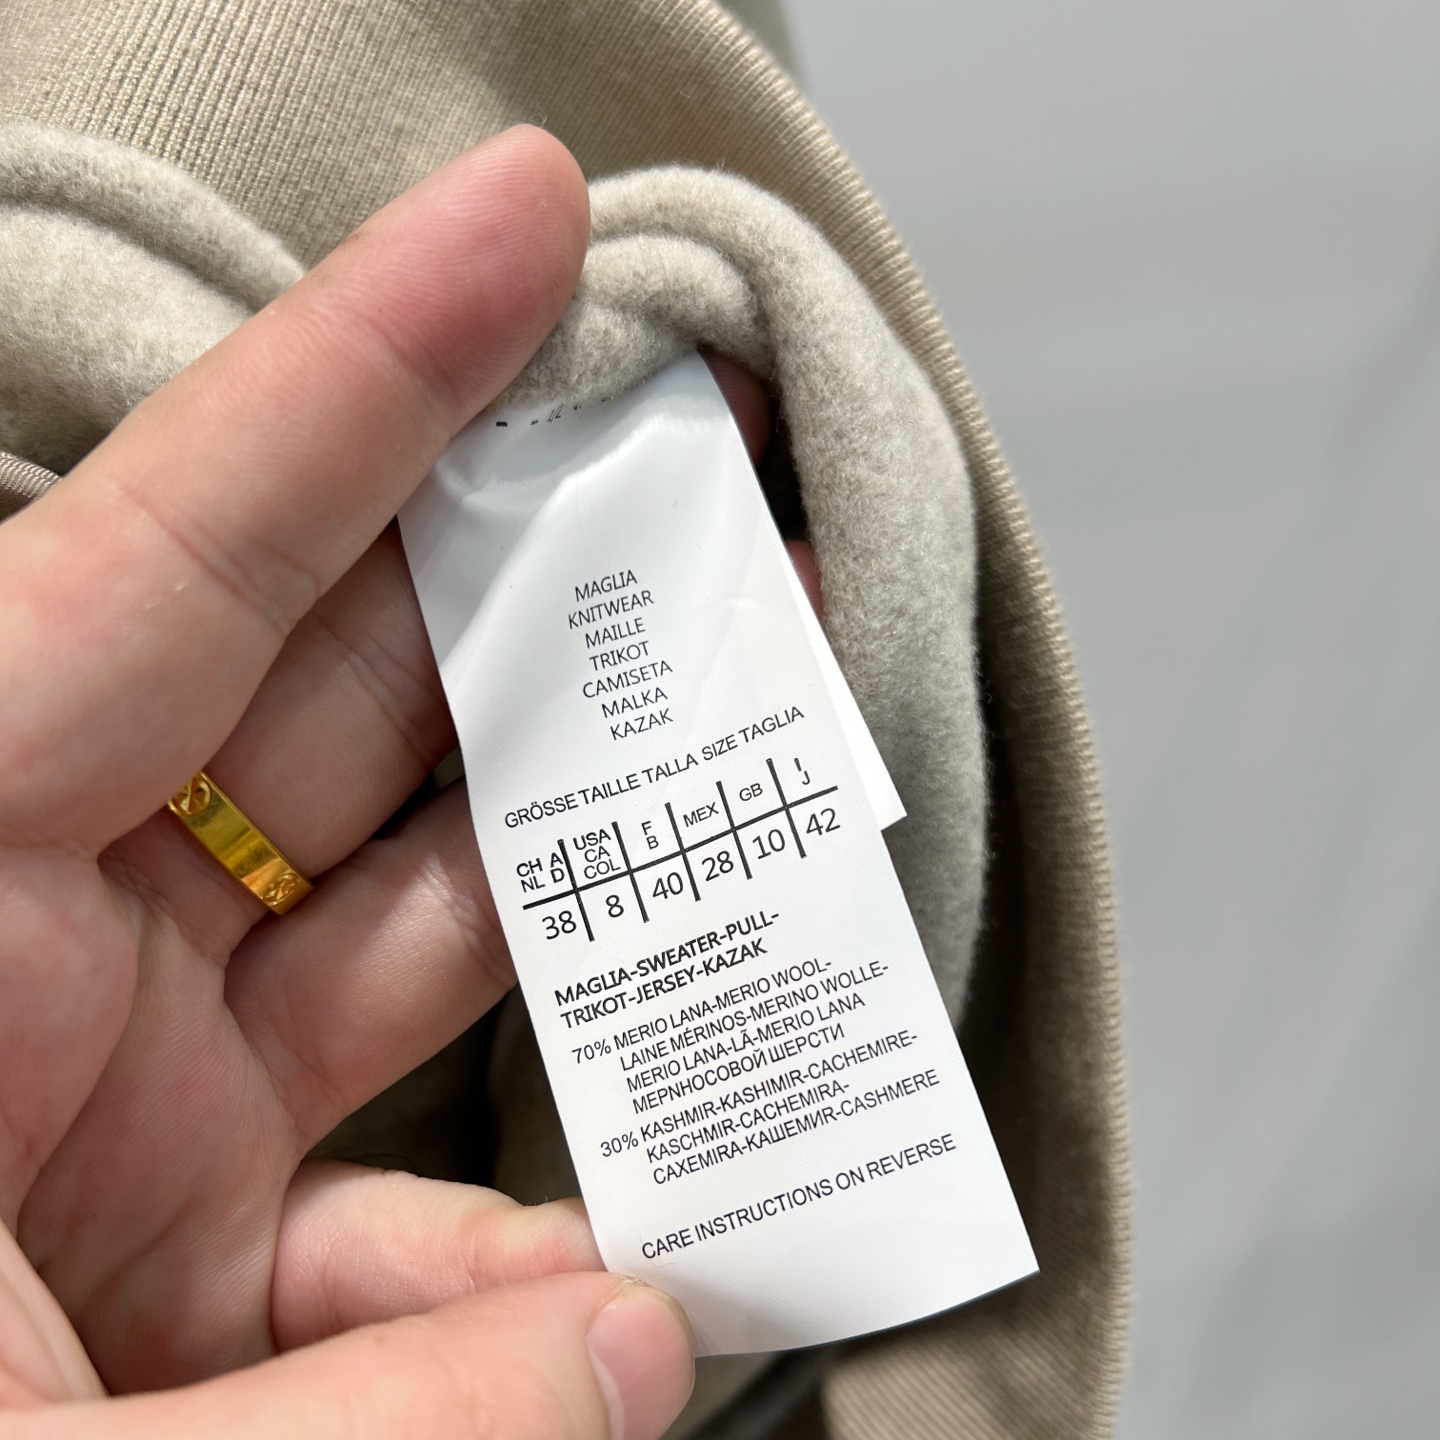 MAGLIA
KNITWEAR
MAILLE
TRIKOT
CAMISETA
MALKA
KAZAK
GRÖSSE TAILLE TALLA SIZE TAGLIA
CH A USA F MEX GB I
NL D CA B J
COL
38 8 40 28 10 42
MAGLIA-SWEATER-PULL-
TRIKOT-JERSEY-KAZAK
70% MERIO LANA-MERIO WOOL-
LAINE MÉRINOS-MERINO WOLLE-
MERIO LANA-LÃ-MERIO LANA
МЕРNНОСОВОЙ ШЕРСТИ
30% KASHMIR-KASHIMIR-CACHEMIRE-
KASCHMIR-CACHEMIRA-
CAXEMIRA-КАШЕМИR-CASHMERE
CARE INSTRUCTIONS ON REVERSE